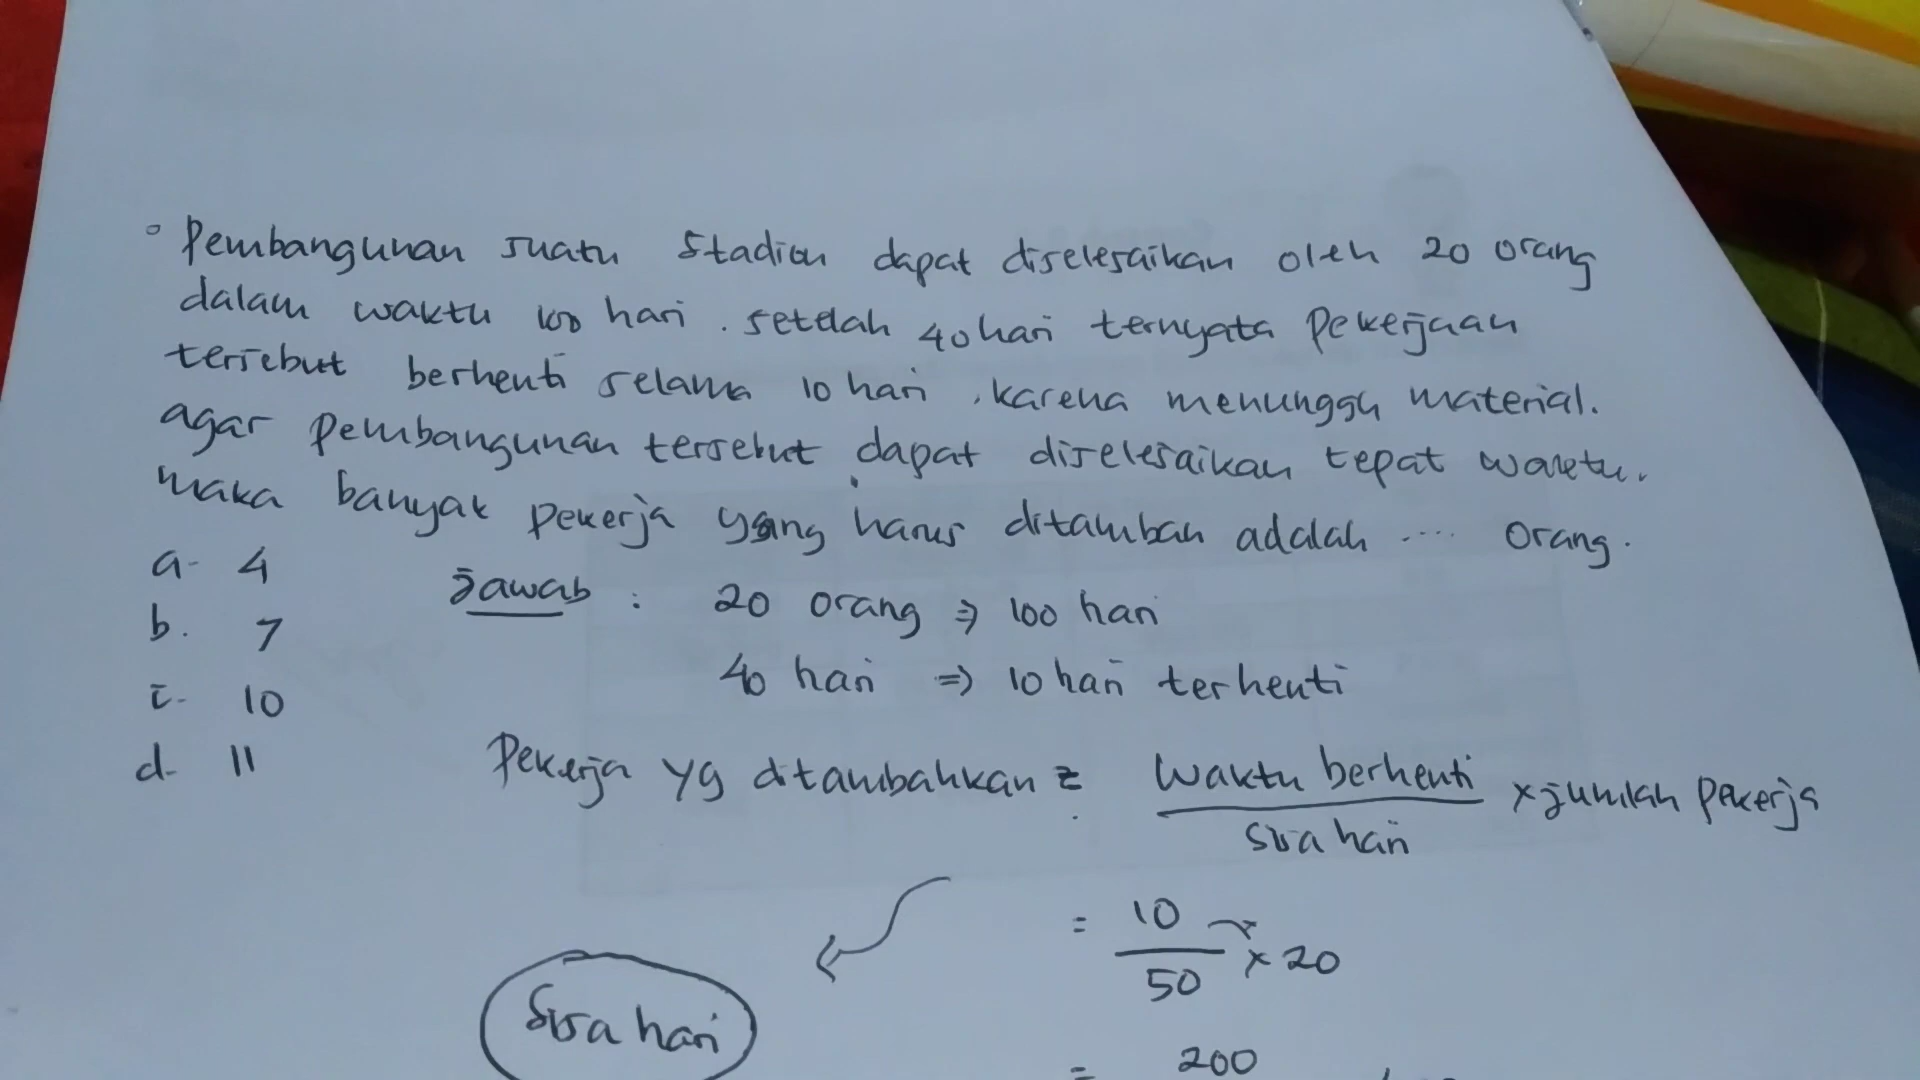 Pembangunan suatu Stadion dapat diselesaikan oleh 20 orang
dalam waktu 100 hari. setelah 40 hari ternyata pekerjaan
tersebut berhenti selama 10 hari, karena menunggu material.
agar pembangunan tersebut dapat diselesaikan tepat waktu.
maka banyak pekerja yang harus ditambah adalah .... orang.
a. 4
b. 7
c. 10
d. 11
Jawab : 20 orang ⇒ 100 hari
40 hari ⇒ 10 hari terhenti
Pekerja yg ditambahkan = Waktu berhenti × jumlah pekerja
sisa hari
= 10 × 20
50
Sisa hari
= 200